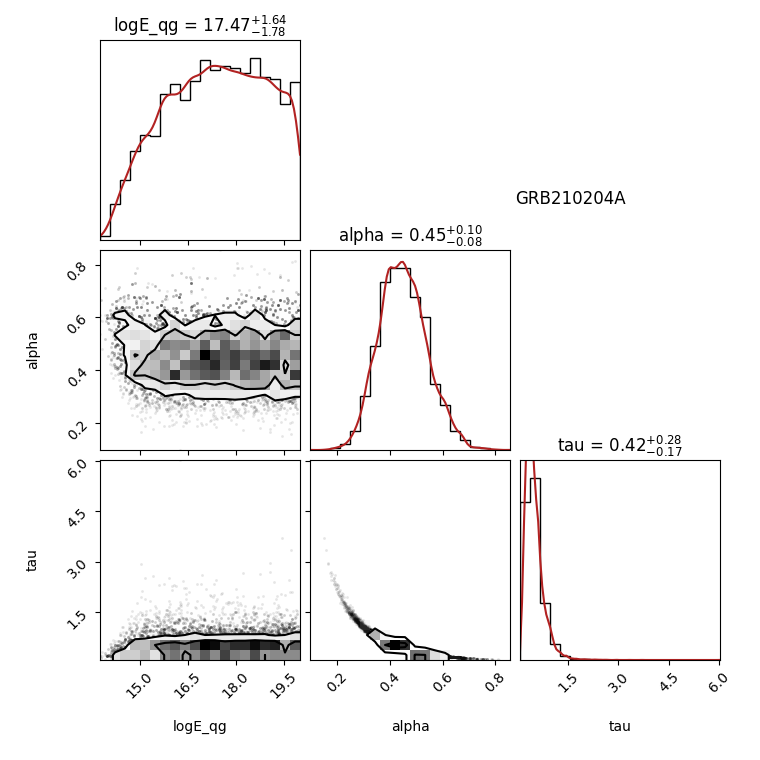 logE_qg = 17.47+1.64 −1.78
GRB210204A
alpha = 0.45+0.10 −0.08
0.8
0.6
0.4
0.2
alpha
tau = 0.42+0.28 −0.17
6.0
4.5
3.0
1.5
tau
15.0 16.5 18.0 19.5
0.2 0.4 0.6 0.8
1.5 3.0 4.5 6.0
logE_qg alpha tau